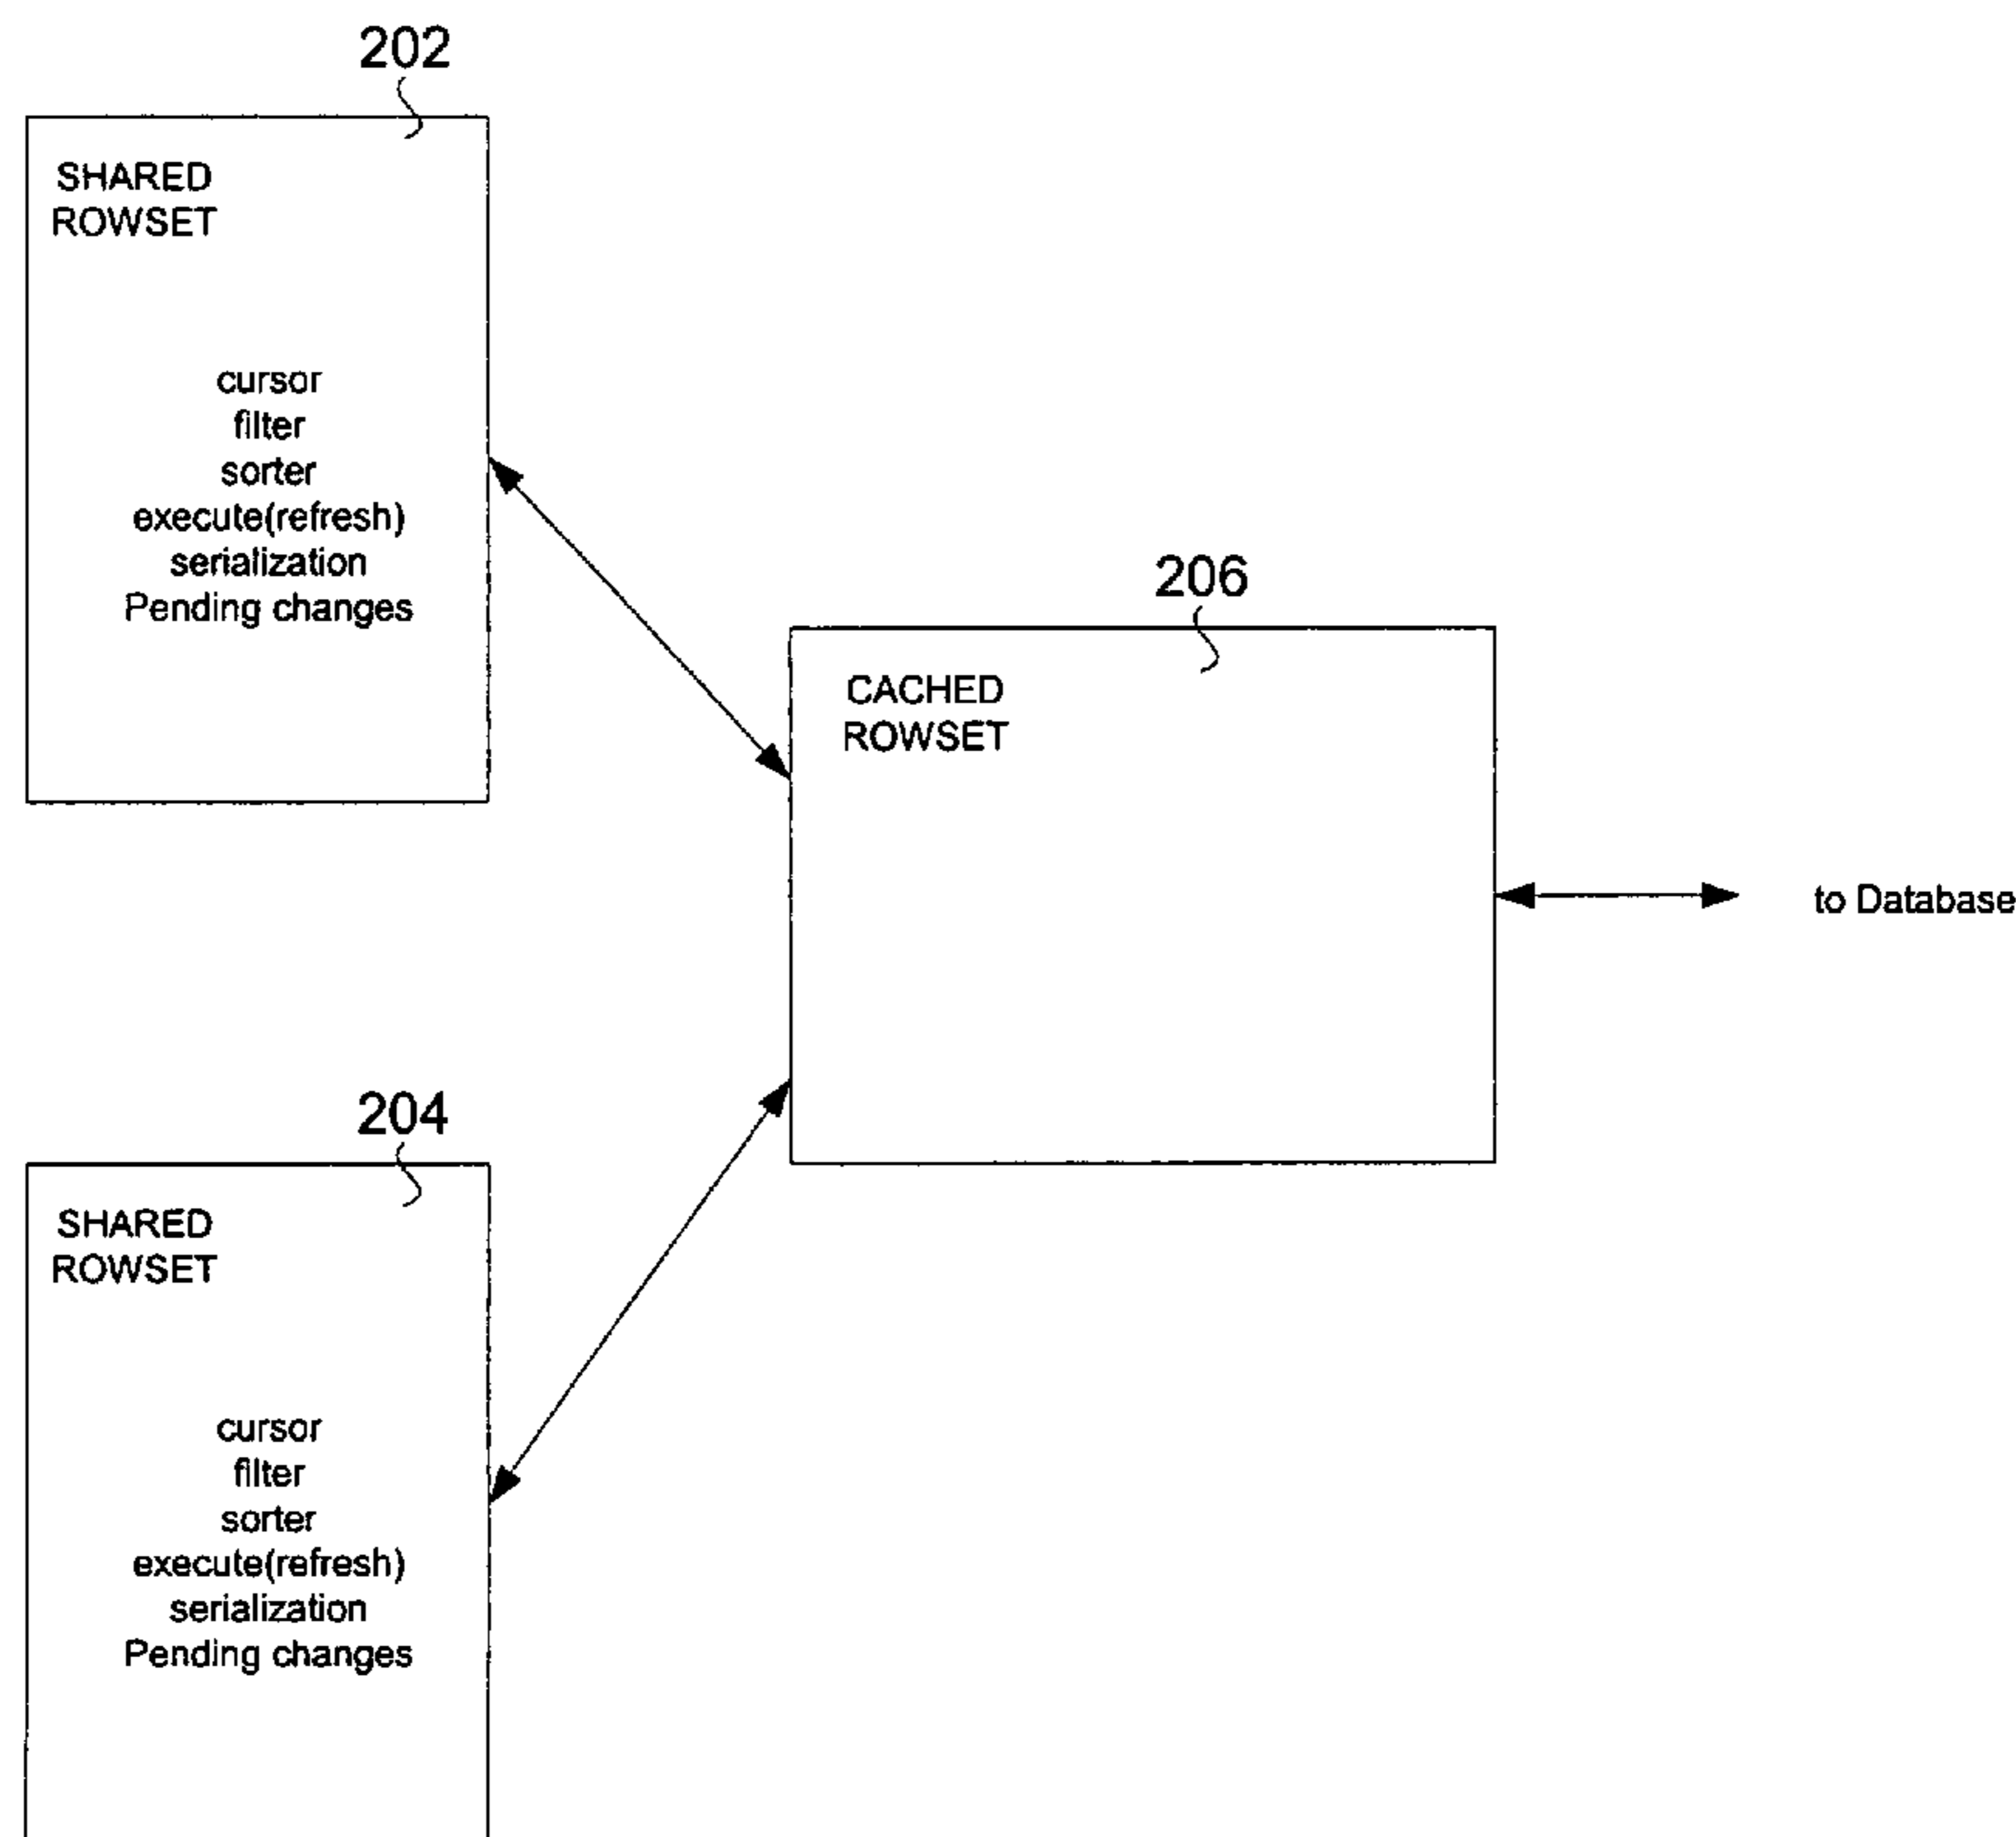 202
SHARED
ROWSET
cursor
filter
sorter
execute(refresh)
serialization
Pending changes
206
CACHED
ROWSET
to Database
204
SHARED
ROWSET
cursor
filter
sorter
execute(refresh)
serialization
Pending changes